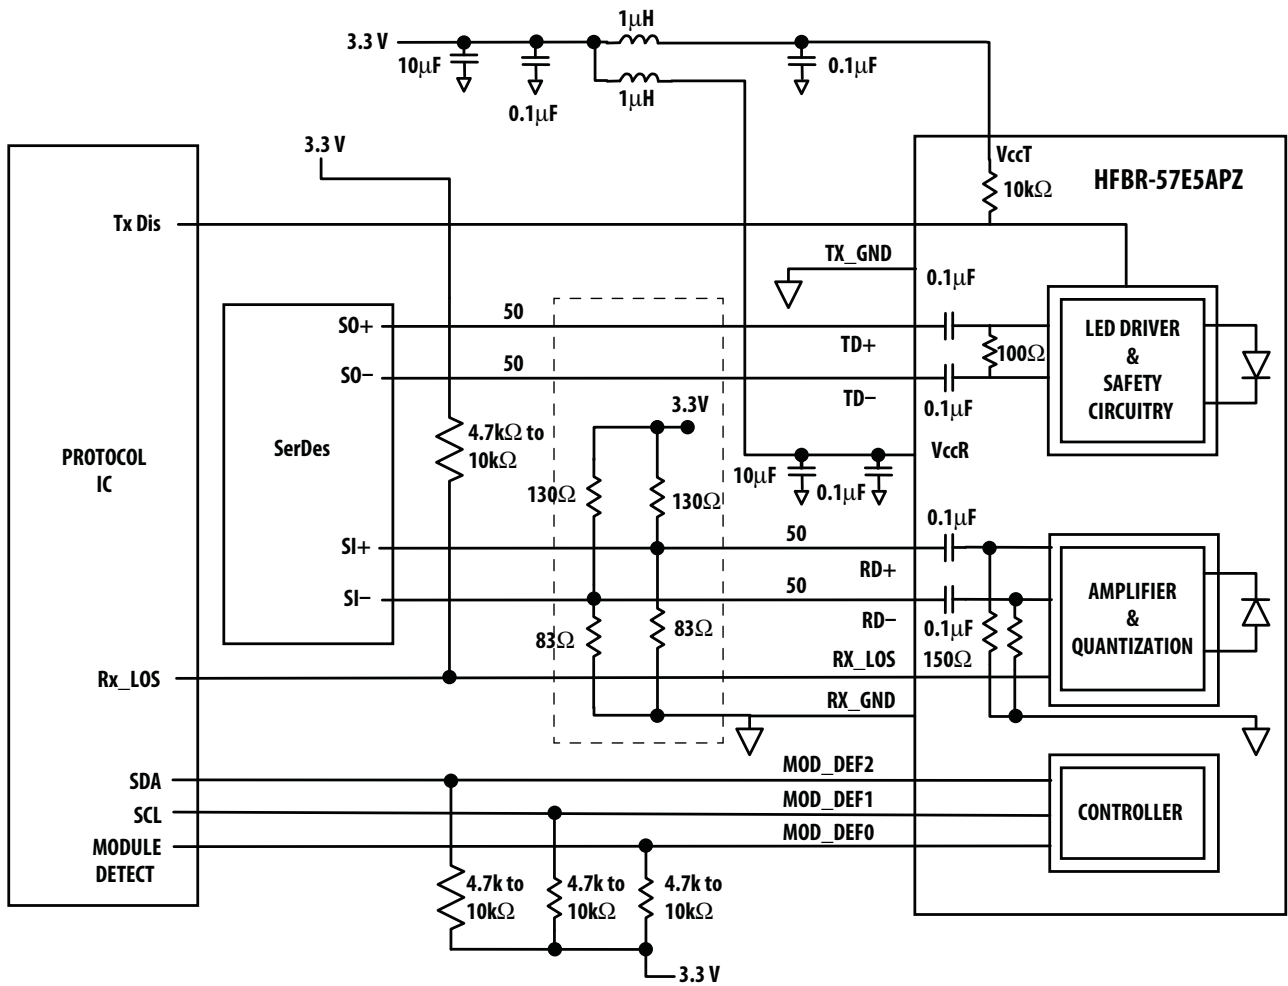 1μH
3.3 V
10μF
0.1μF
0.1μF
1μH
3.3 V
VccT
HFBR-57E5APZ
10kΩ
Tx Dis
TX_GND
0.1μF
SO+
50
TD+
LED DRIVER
&
SAFETY
CIRCUITRY
100Ω
SO−
50
TD−
0.1μF
3.3V
4.7kΩ to
10kΩ
SerDes
PROTOCOL
IC
VccR
10μF
0.1μF
130Ω
130Ω
0.1μF
SI+
50
RD+
SI−
50
RD−
0.1μF
AMPLIFIER
&
QUANTIZATION
83Ω
83Ω
RX_LOS
150Ω
Rx_LOS
RX_GND
SDA
MOD_DEF2
SCL
MOD_DEF1
MODULE
DETECT
MOD_DEF0
CONTROLLER
4.7k to
10kΩ
4.7k to
10kΩ
4.7k to
10kΩ
3.3 V